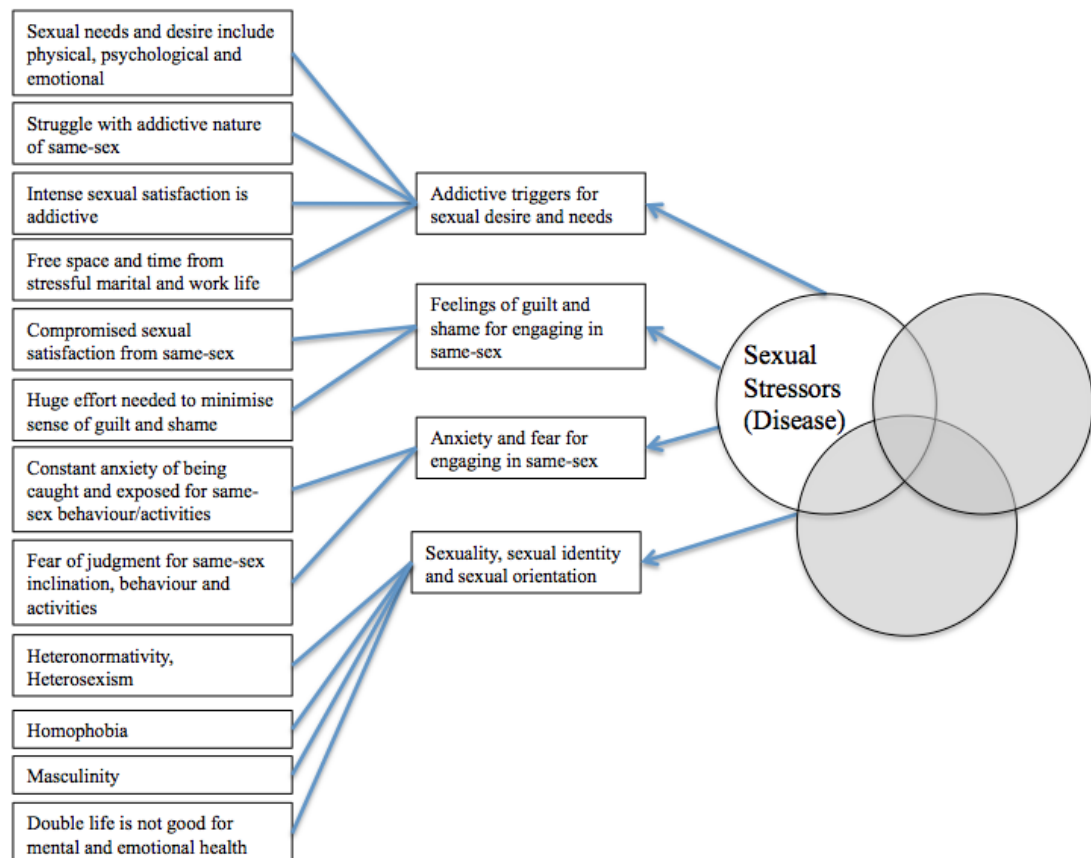 Sexual needs and desire include
physical, psychological and
emotional
Struggle with addictive nature
of same-sex
Intense sexual satisfaction is
addictive
Free space and time from
stressful marital and work life
Compromised sexual
satisfaction from same-sex
Huge effort needed to minimise
sense of guilt and shame
Constant anxiety of being
caught and exposed for same-
sex behaviour/activities
Fear of judgment for same-sex
inclination, behaviour and
activities
Heteronormativity,
Heterosexism
Homophobia
Masculinity
Double life is not good for
mental and emotional health
Addictive triggers for
sexual desire and needs
Feelings of guilt and
shame for engaging in
same-sex
Anxiety and fear for
engaging in same-sex
Sexuality, sexual identity
and sexual orientation
Sexual
Stressors
(Disease)